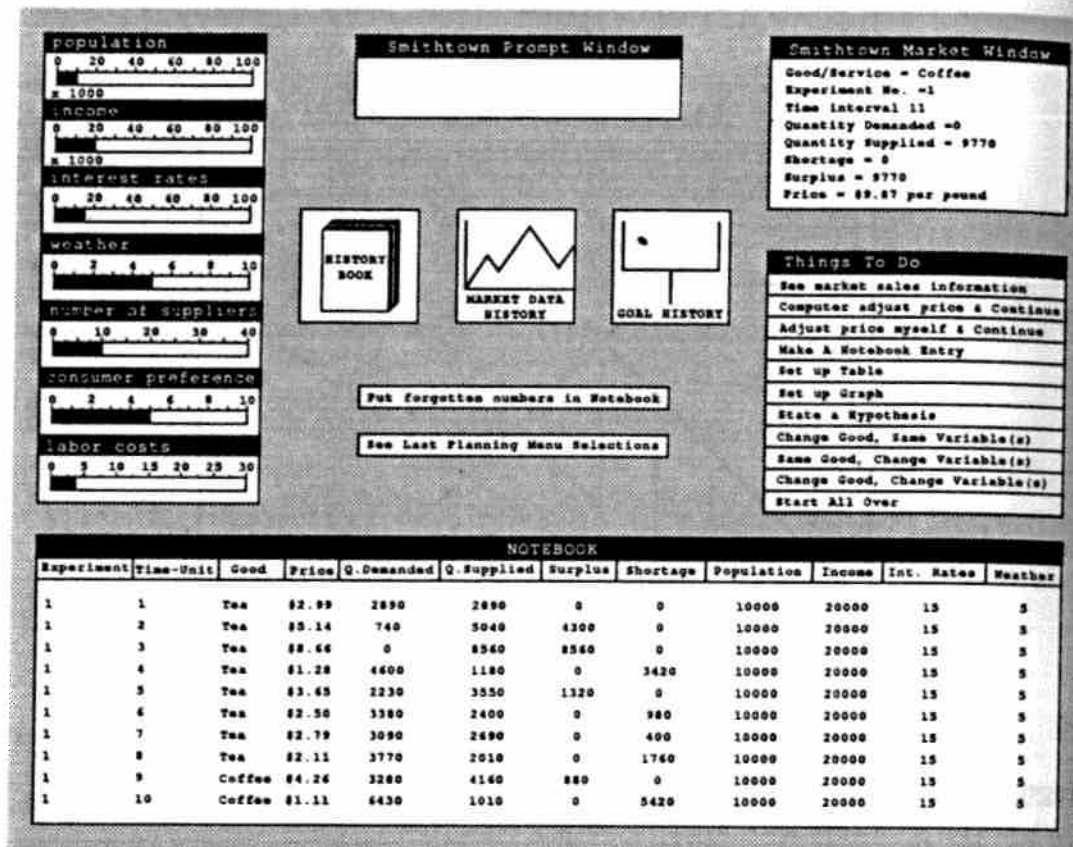 population
0 20 40 60 80 100
x 1000
income
0 20 40 60 80 100
x 1000
interest rates
0 20 40 60 80 100
weather
0 2 4 6 8 10
number of suppliers
0 10 20 30 40
consumer preference
0 2 4 6 8 10
labor costs
0 5 10 15 20 25 30
Smithtown Prompt Window
HISTORY
BOOK
MARKET DATA
HISTORY
GOAL HISTORY
Put forgotten numbers in Notebook
See Last Planning Menu Selections
Smithtown Market Window
Good/Service = Coffee
Experiment No. =1
Time interval 11
Quantity Demanded =0
Quantity Supplied = 9770
Shortage = 0
Surplus = 9770
Price = $9.87 per pound
Things To Do
See market sales information
Computer adjust price & Continue
Adjust price myself & Continue
Make A Notebook Entry
Set up Table
Set up Graph
State a Hypothesis
Change Good, Same Variable(s)
Same Good, Change Variable(s)
Change Good, Change Variable(s)
Start All Over
NOTEBOOK
Experiment Time-Unit Good Price Q.Demanded Q.Supplied Surplus Shortage Population Income Int. Rates Weather
1 1 Tea $2.99 2890 2890 0 0 10000 20000 15 5
1 2 Tea $5.14 740 5040 4300 0 10000 20000 15 5
1 3 Tea $8.66 0 8560 8560 0 10000 20000 15 5
1 4 Tea $1.28 4600 1180 0 3420 10000 20000 15 5
1 5 Tea $3.65 2230 3550 1320 0 10000 20000 15 5
1 6 Tea $2.50 3380 2400 0 980 10000 20000 15 5
1 7 Tea $2.79 3090 2690 0 400 10000 20000 15 5
1 8 Tea $2.11 3770 2010 0 1760 10000 20000 15 5
1 9 Coffee $4.26 3280 4160 880 0 10000 20000 15 5
1 10 Coffee $1.11 6430 1010 0 5420 10000 20000 15 5